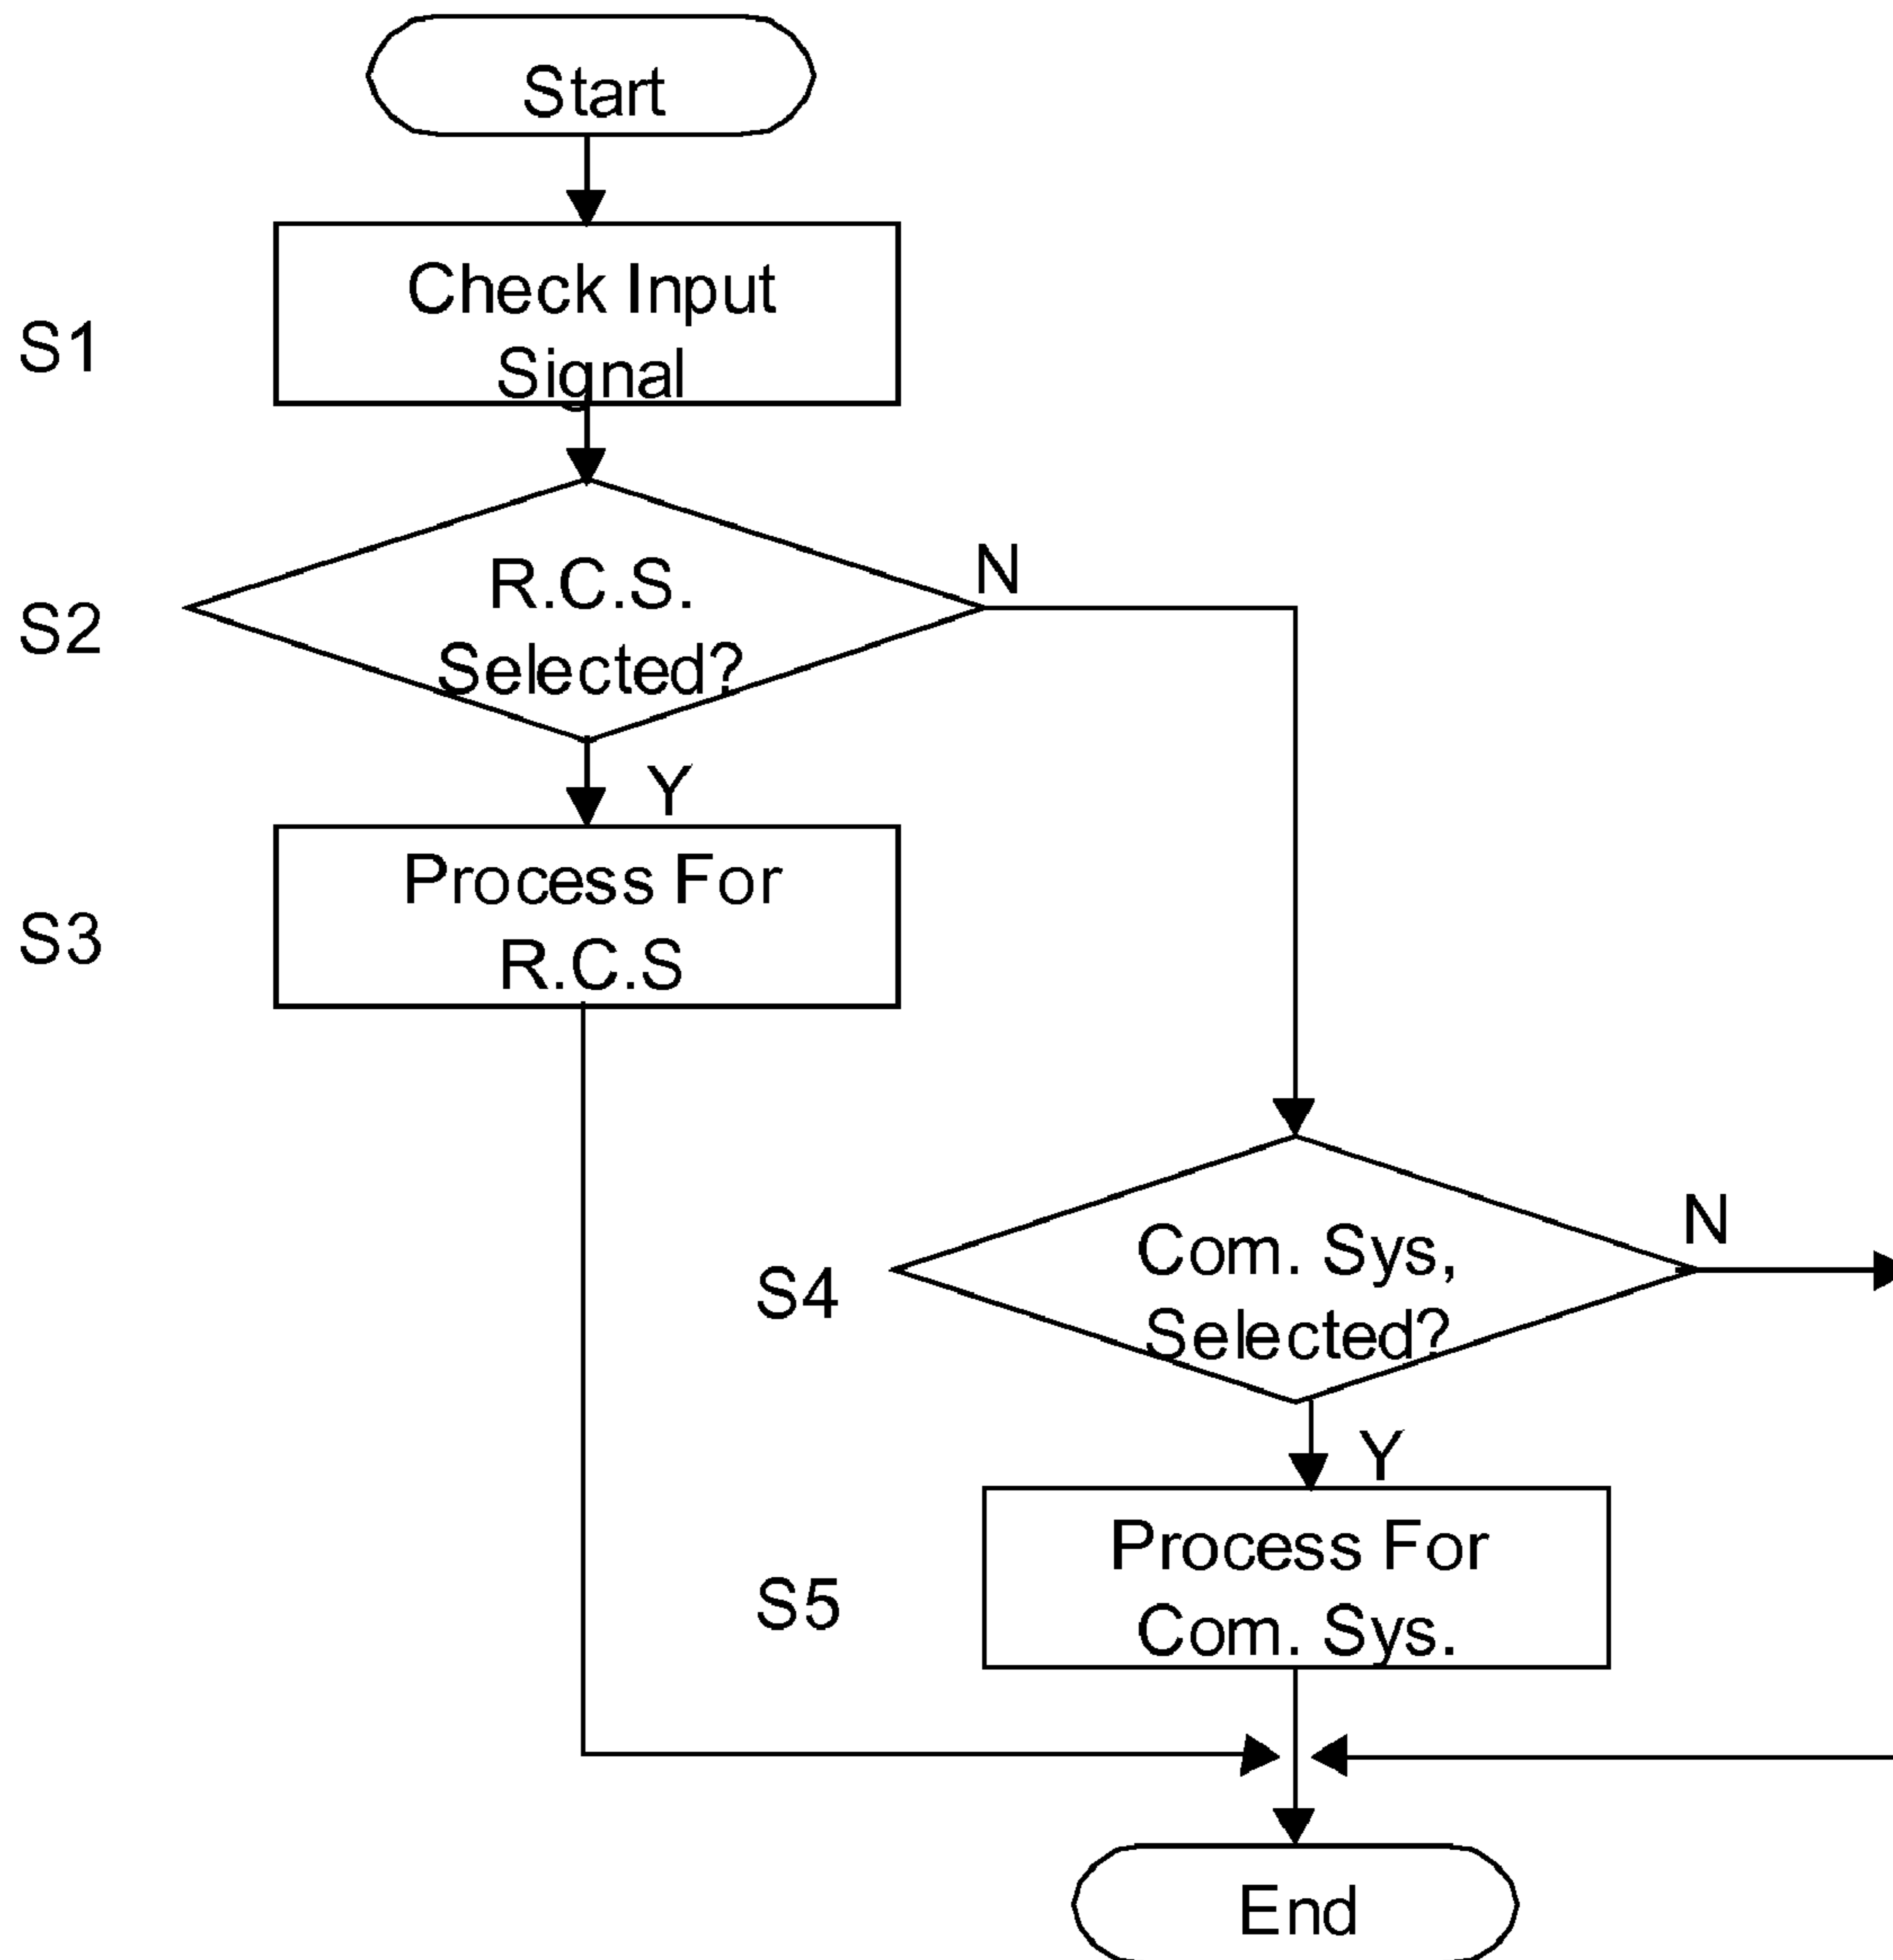 Start
Check Input
Signal
S1
R.C.S.
Selected?
N
S2
Y
Process For
R.C.S
S3
Com. Sys,
Selected?
N
S4
Y
Process For
Com. Sys.
S5
End